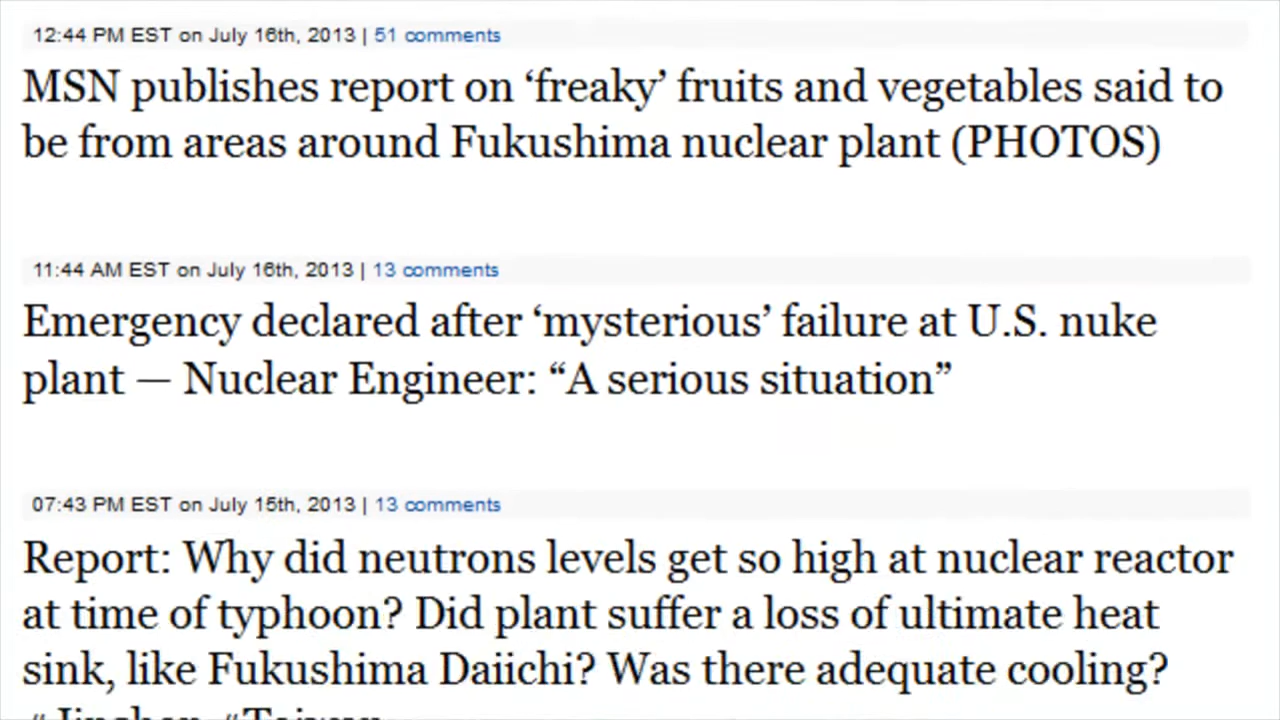 12:44 PM EST on July 16th, 2013 | 51 comments
MSN publishes report on ‘freaky’ fruits and vegetables said to
be from areas around Fukushima nuclear plant (PHOTOS)
11:44 AM EST on July 16th, 2013 | 13 comments
Emergency declared after ‘mysterious’ failure at U.S. nuke
plant — Nuclear Engineer: “A serious situation”
07:43 PM EST on July 15th, 2013 | 13 comments
Report: Why did neutrons levels get so high at nuclear reactor
at time of typhoon? Did plant suffer a loss of ultimate heat
sink, like Fukushima Daiichi? Was there adequate cooling?